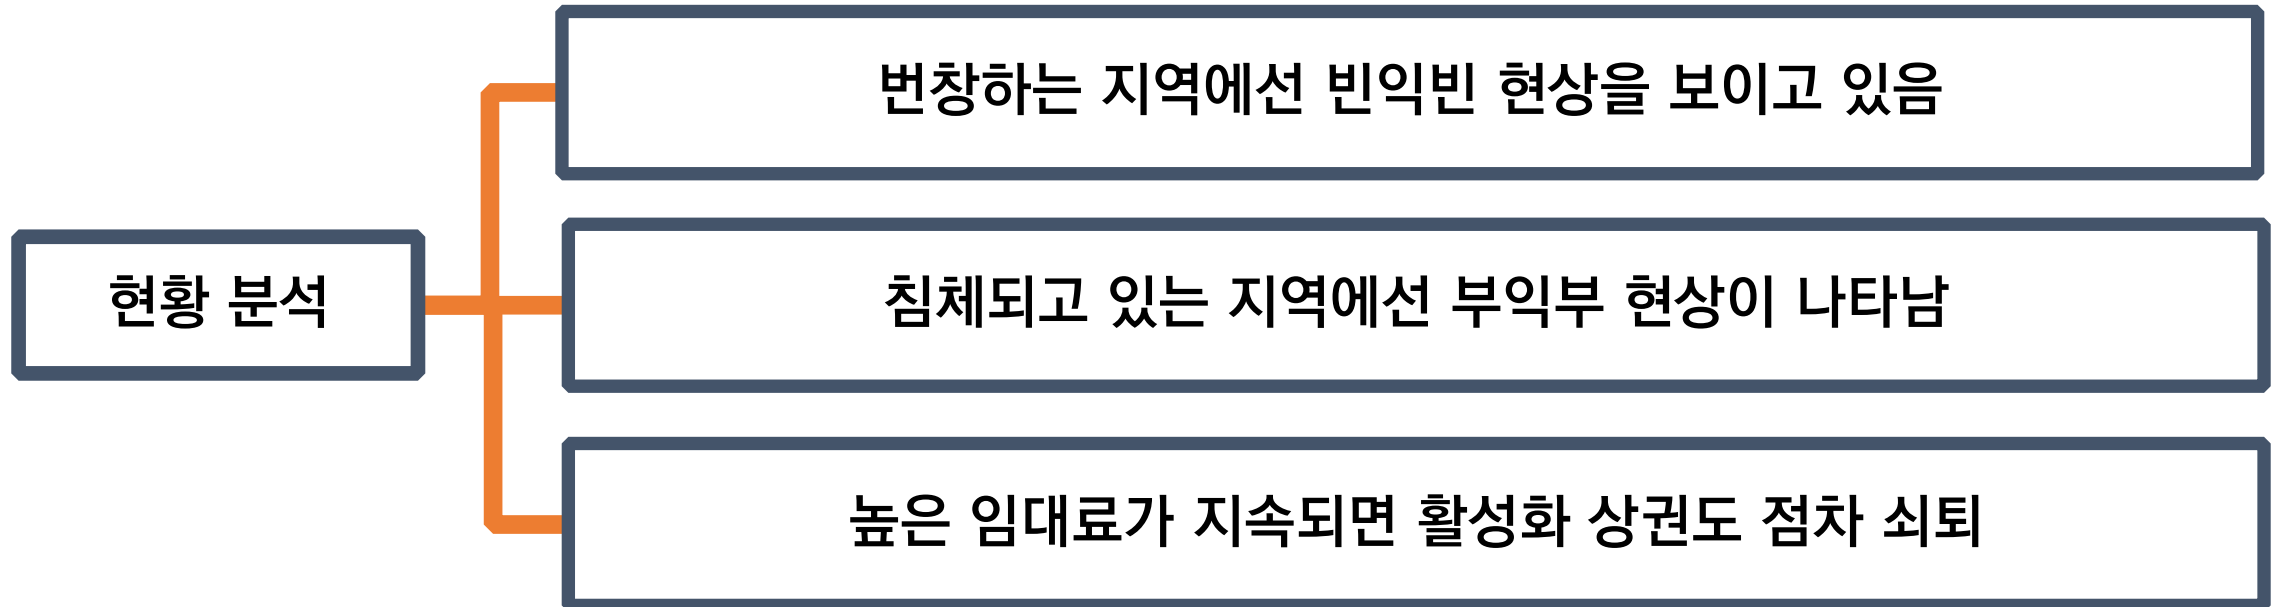 현황 분석
번창하는 지역에선 빈익빈 현상을 보이고 있음
침체되고 있는 지역에선 부익부 현상이 나타남
높은 임대료가 지속되면 활성화 상권도 점차 쇠퇴